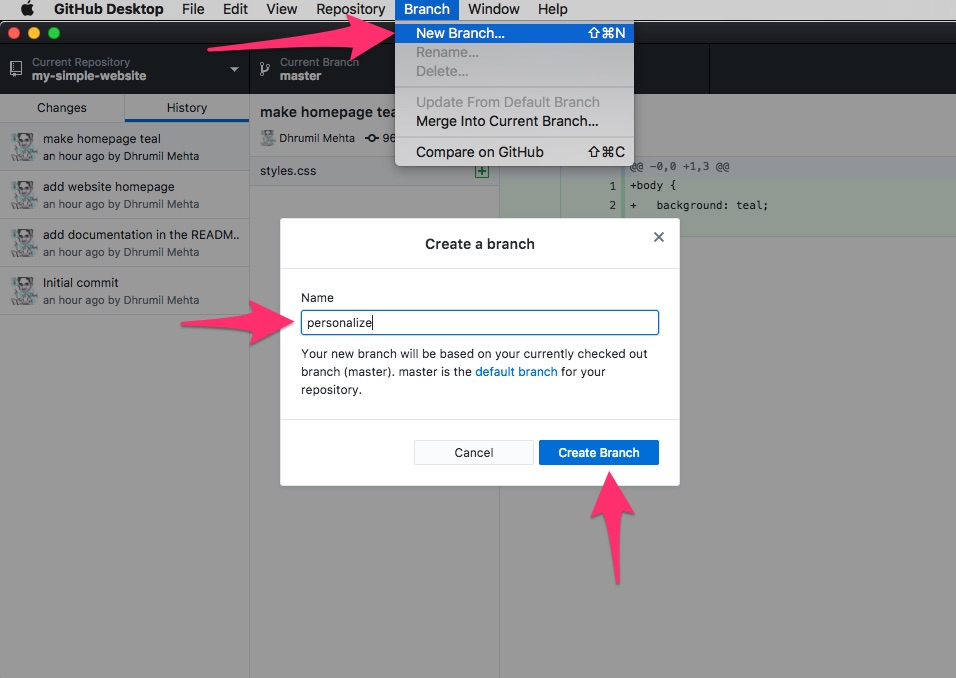 GitHub Desktop File Edit View Repository Branch Window Help
New Branch... ⇧⌘N
Rename...
Delete...
Update From Default Branch
Merge Into Current Branch...
Compare on GitHub ⇧⌘C
Current Repository
my-simple-website
Current Branch
master
Changes History
make homepage teal
an hour ago by Dhrumil Mehta
add website homepage
an hour ago by Dhrumil Mehta
add documentation in the READM..
an hour ago by Dhrumil Mehta
Initial commit
an hour ago by Dhrumil Mehta
make homepage tea
Dhrumil Mehta 96
styles.css
@@ -0,0 +1,3 @@
1 +body {
2 + background: teal;
Create a branch
Name
personalize
Your new branch will be based on your currently checked out
branch (master). master is the default branch for your
repository.
Cancel Create Branch